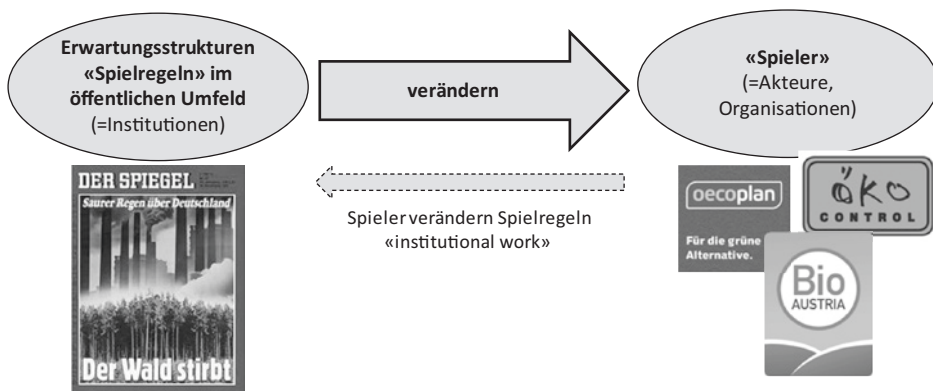 Erwartungsstrukturen
«Spielregeln» im
öffentlichen Umfeld
(=Institutionen)
verändern
«Spieler»
(=Akteure,
Organisationen)
Spieler verändern Spielregeln
«institutional work»
DER SPIEGEL
Saurer Regen über Deutschland
Der Wald stirbt
oecoplan
Für die grüne
Alternative.
ÖKO
CONTROL
Bio
AUSTRIA